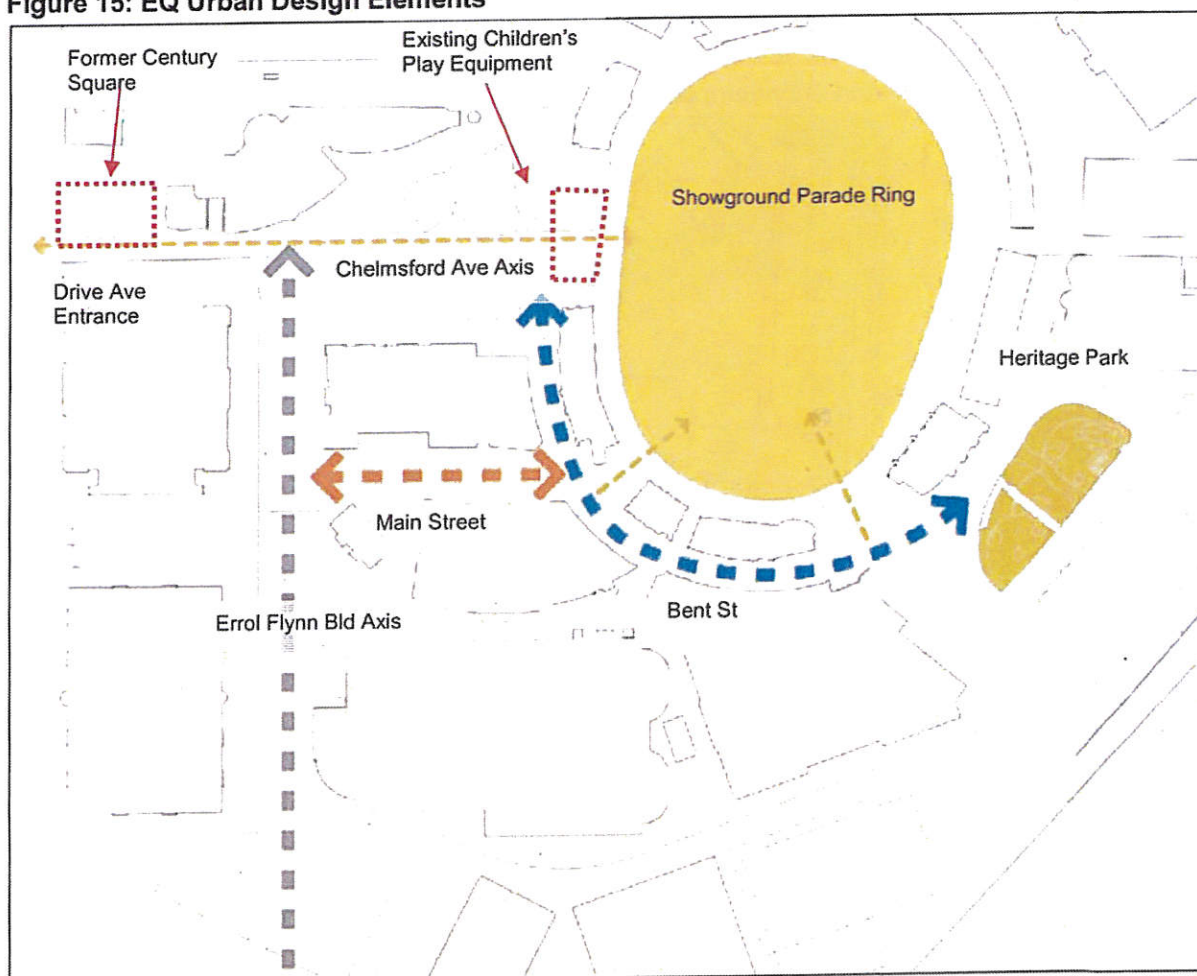 Figure 15: EQ Urban Design Elements
Former Century
Square
Existing Children's
Play Equipment
Showground Parade Ring
Chelmsford Ave Axis
Drive Ave
Entrance
Heritage Park
Main Street
Errol Flynn Bld Axis
Bent St